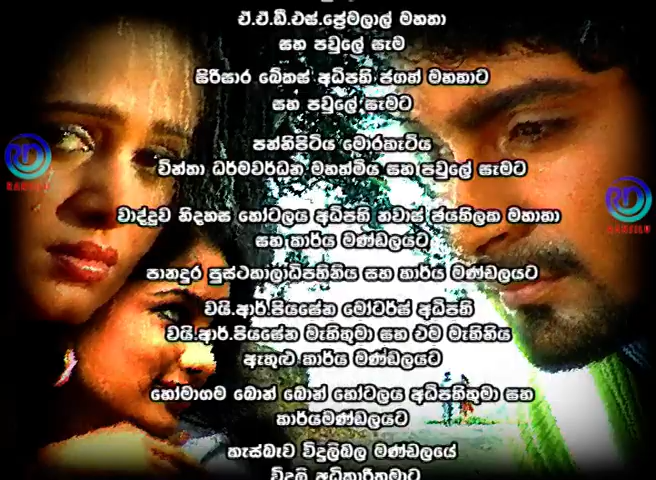 ඒ.ඒ.ඩී.එස්.ප්‍රේමලාල් මහතා
සහ පවුලේ සැම
සිරිසාර බේකස් අධිපති ජගත් මහතාට
සහ පවුලේ සැමට
පන්නිපිටිය මොරකැටිය
චින්තා ධර්මවර්ධන මහත්මිය සහ පවුලේ සැමට
වාද්දූව නිදහස හෝටලය අධිපති නවාස් ජයතිලක මහාතා
සහ කාර්ය මණ්ඩලයට
පානදුර පුස්ථකාලාධිපතිනිය සහ කාර්ය මණ්ඩලයට
වයි.ආර්.පියසේන මෝටර්ස් අධිපති
වයි.ආර්.පියසේන මැතිතුමා සහ එම මැතිනිය
ඇතුළු කාර්ය මණ්ඩලයට
හෝමාගම බොන් බොන් හෝටලය අධිපතිතුමා සහ
කාර්යමණ්ඩලයට
කැස්බෑව විදුලිබල මණ්ඩලයේ
විදුලි අධිකාරීතුමාට